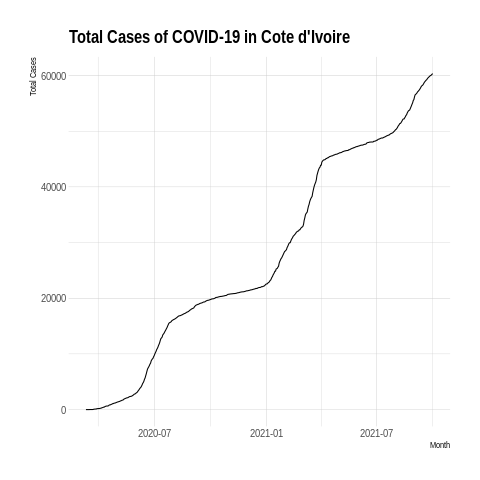 Total Cases of COVID-19 in Cote d'Ivoire
Total Cases
60000
40000
20000
0
2020-07 2021-01 2021-07
Month